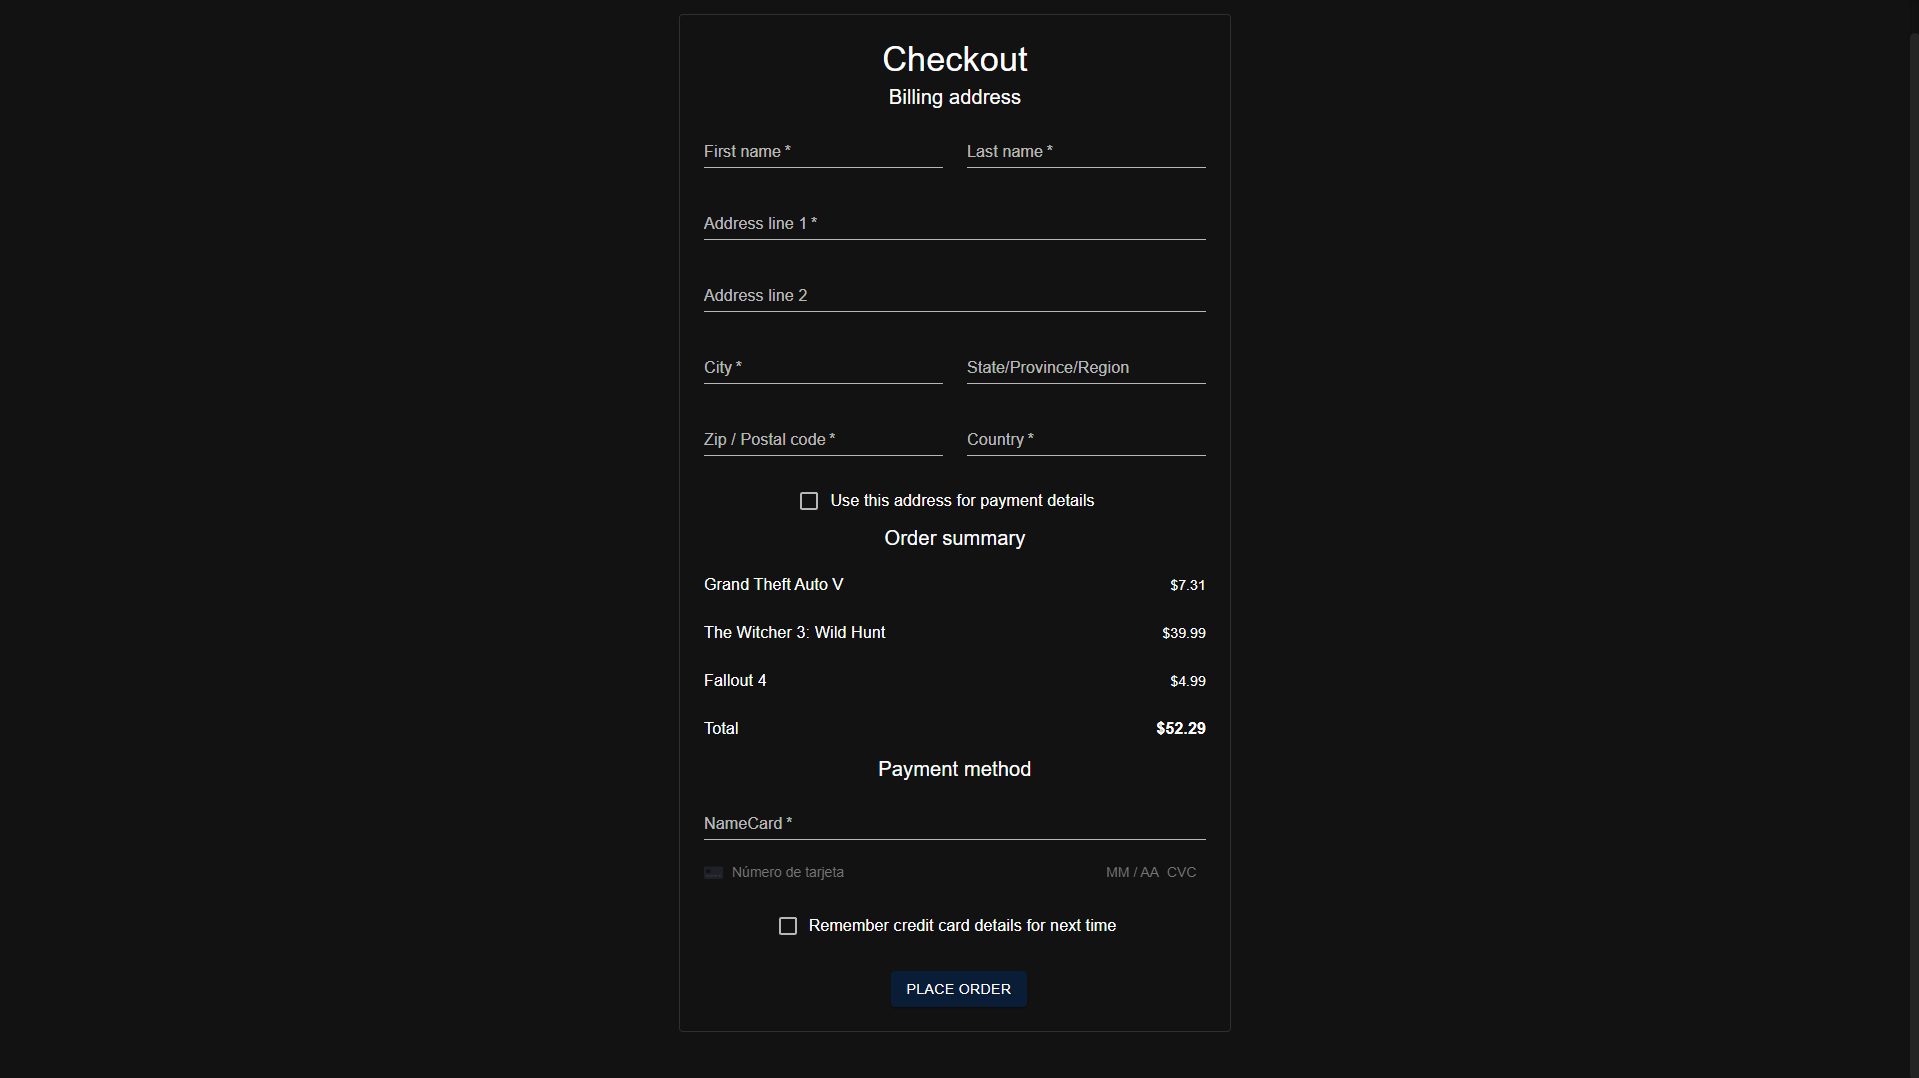 Checkout
Billing address
First name *
Last name *
Address line 1 *
Address line 2
City *
State/Province/Region
Zip / Postal code *
Country *
Use this address for payment details
Order summary
Grand Theft Auto V $7.31
The Witcher 3: Wild Hunt $39.99
Fallout 4 $4.99
Total $52.29
Payment method
NameCard *
Número de tarjeta MM / AA CVC
Remember credit card details for next time
PLACE ORDER